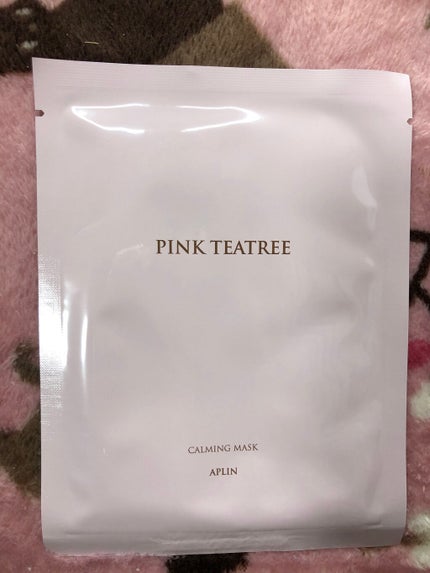 PINK TEATREE
CALMING MASK
APLIN